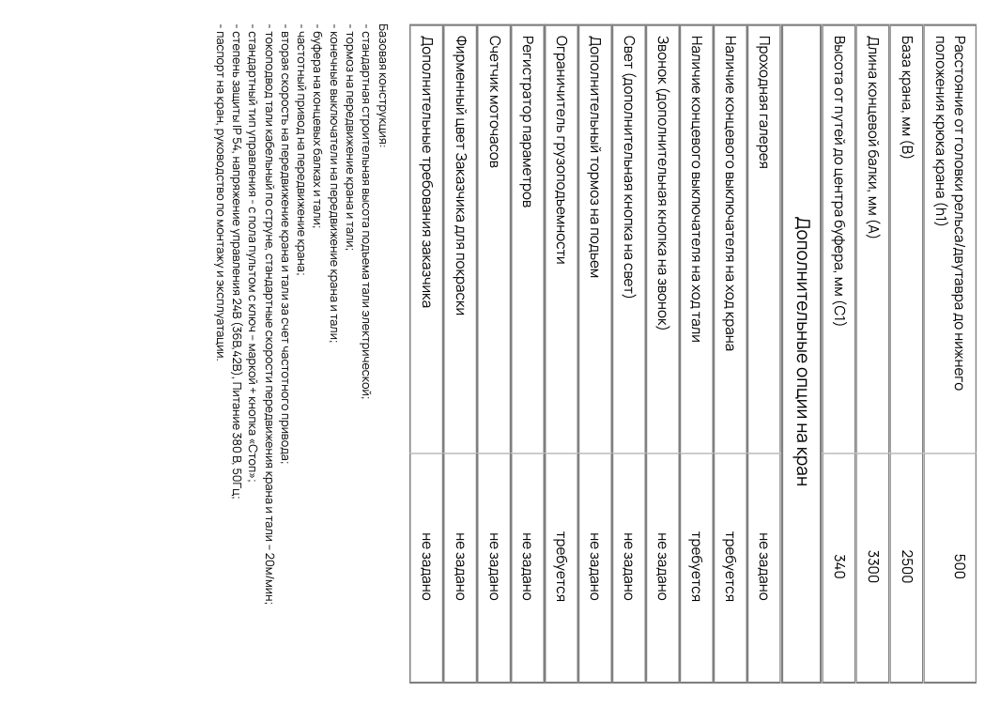 Расстояние от головки рельса/двутавра до нижнего
положения крюка крана (h1) 500
База крана, мм (B) 2500
Длина концевой балки, мм (A) 3300
Высота от путей до центра буфера, мм (C1) 340
Дополнительные опции на кран
Проходная галерея не задано
Наличие концевого выключателя на ход крана требуется
Наличие концевого выключателя на ход тали требуется
Звонок (дополнительная кнопка на звонок) не задано
Свет (дополнительная кнопка на свет) не задано
Дополнительный тормоз на подъем не задано
Ограничитель грузоподъемности требуется
Регистратор параметров не задано
Счетчик моточасов не задано
Фирменный цвет Заказчика для покраски не задано
Дополнительные требования заказчика не задано
Базовая конструкция:
- стандартная строительная высота подъема тали электрической;
- тормоз на передвижение крана и тали;
- конечные выключатели на передвижение крана и тали;
- буфера на концевых балках и тали;
- частотный привод на передвижение крана;
- вторая скорость на передвижение крана и тали за счет частотного привода;
- токоподвод тали кабельный по струне, стандартные скорости передвижения крана и тали – 20м/мин;
- стандартный тип управления - с пола пультом с ключ – маркой + кнопка «Стоп»;
- степень защиты IP 54, напряжение управления 24В (36В,42В), Питание 380 В, 50Гц;
- паспорт на кран, руководство по монтажу и эксплуатации.